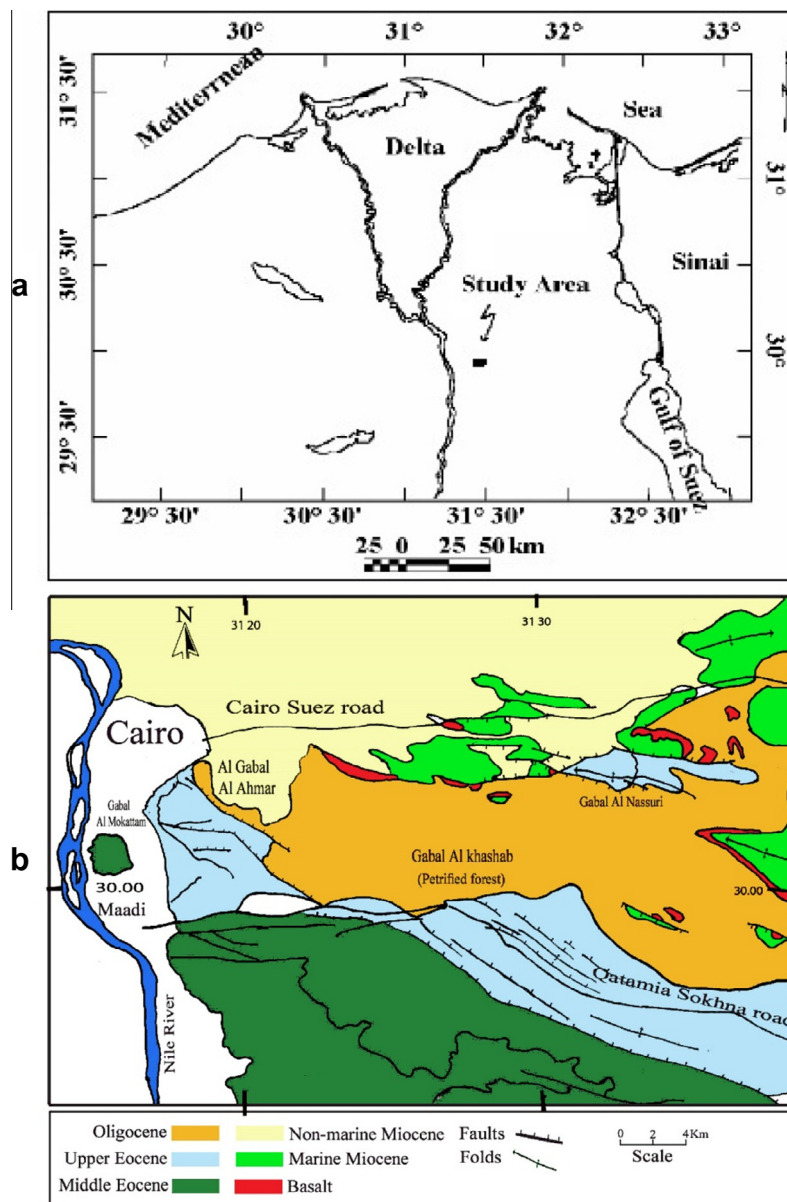 a
30° 31° 32° 33°
31° 30'
Mediterrnean
Sea
Delta
31°
30° 30'
Sinai
Study Area
30°
29° 30'
Gulf of Suez
29° 30' 30° 30' 31° 30' 32° 30'
25 0 25 50 km
b
31 20 31 30
N
Cairo Suez road
Cairo
Al Gabal
Al Ahmar
Gabal
Al Mokattam
Gabal Al Nassuri
Gabal Al khashab
(Petrified forest)
30.00
30.00
Maadi
Qatamia Sokhna road
Nile River
Oligocene Non-marine Miocene Faults 0 2 4Km
Upper Eocene Marine Miocene Folds Scale
Middle Eocene Basalt